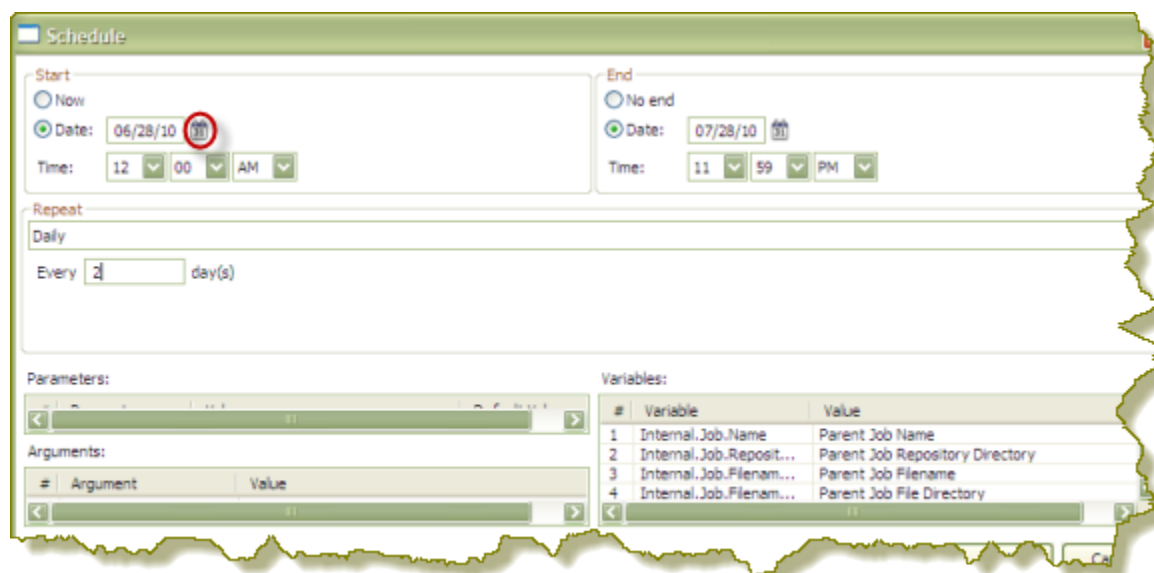 Schedule
Start
Now
Date: 06/28/10 31
Time: 12 00 AM
End
No end
Date: 07/28/10 31
Time: 11 59 PM
Repeat
Daily
Every 2 day(s)
Parameters:
Arguments:
# Argument Value
Variables:
# Variable Value
1 Internal.Job.Name Parent Job Name
2 Internal.Job.Reposit... Parent Job Repository Directory
3 Internal.Job.Filenam... Parent Job Filename
4 Internal.Job.Filenam... Parent Job File Directory